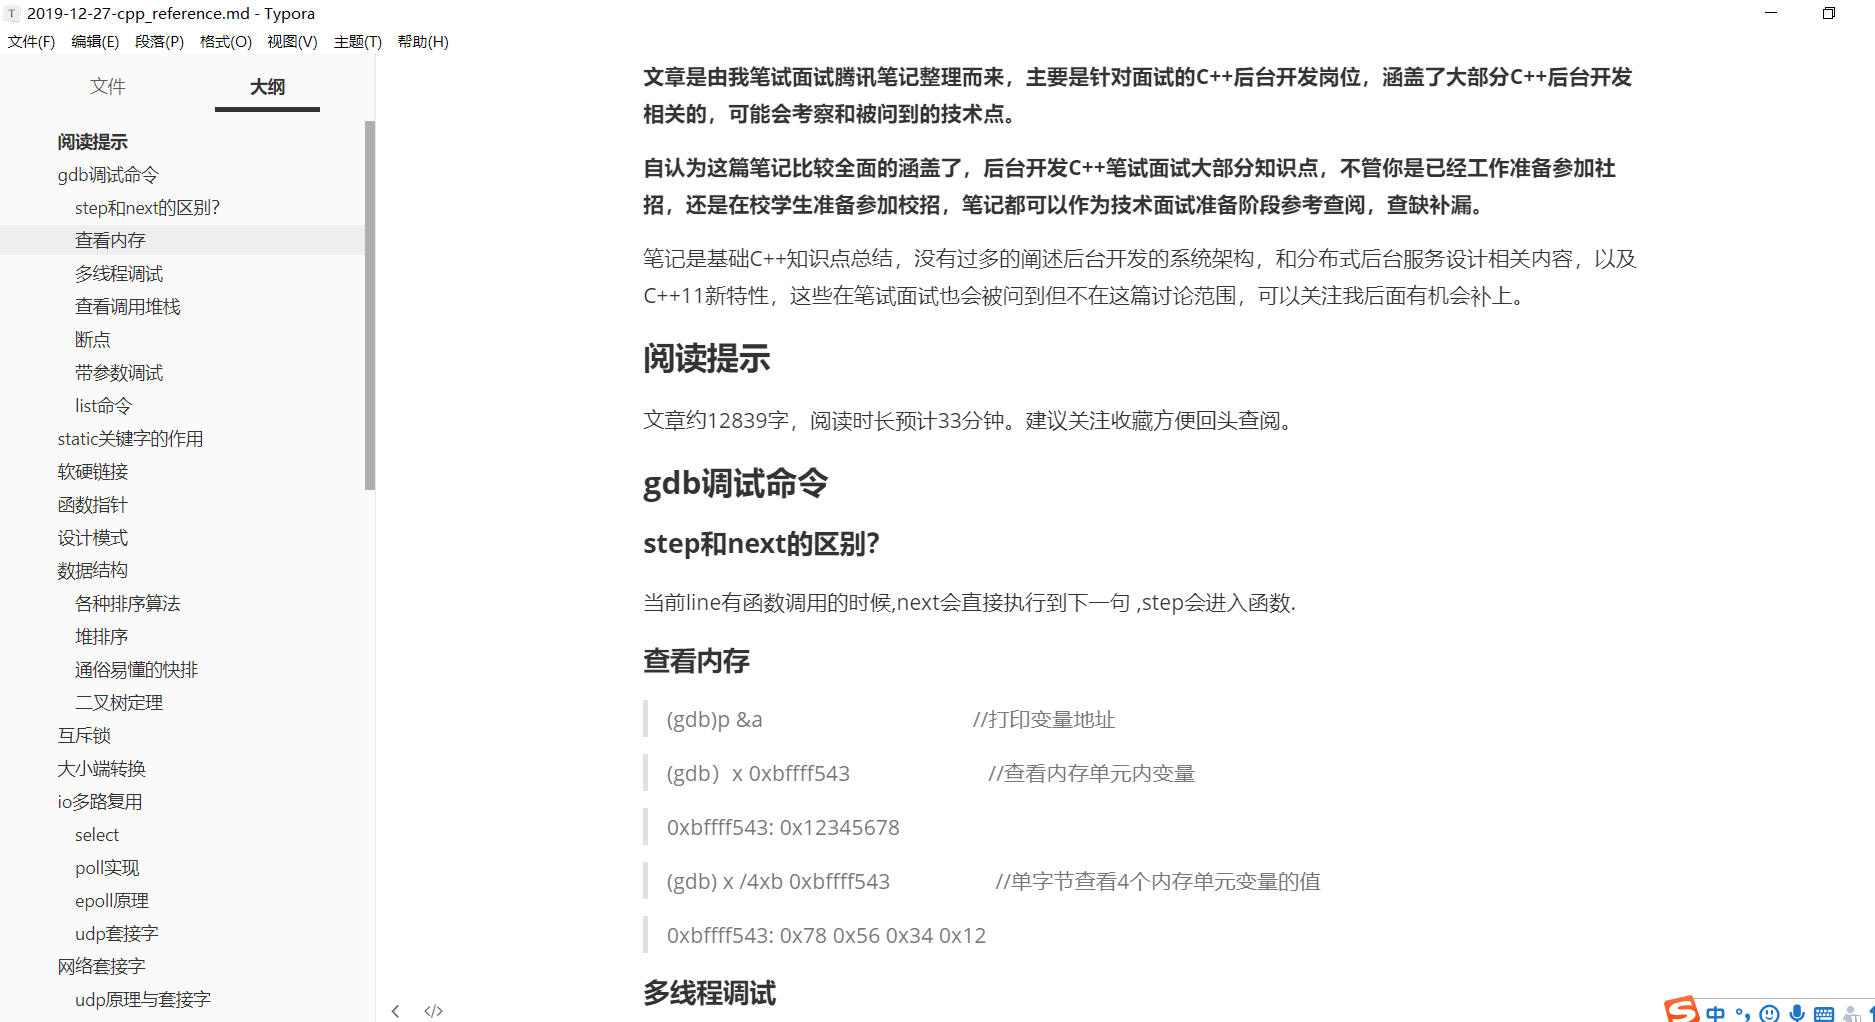 2019-12-27-cpp_reference.md - Typora
文件(F) 编辑(E) 段落(P) 格式(O) 视图(V) 主题(T) 帮助(H)
文件 大纲
阅读提示
gdb调试命令
step和next的区别?
查看内存
多线程调试
查看调用堆栈
断点
带参数调试
list命令
static关键字的作用
软硬链接
函数指针
设计模式
数据结构
各种排序算法
堆排序
通俗易懂的快排
二叉树定理
互斥锁
大小端转换
io多路复用
select
poll实现
epoll原理
udp套接字
网络套接字
udp原理与套接字
文章是由我笔试面试腾讯笔记整理而来，主要是针对面试的C++后台开发岗位，涵盖了大部分C++后台开发
相关的，可能会考察和被问到的技术点。
自认为这篇笔记比较全面的涵盖了，后台开发C++笔试面试大部分知识点，不管你是已经工作准备参加社
招，还是在校学生准备参加校招，笔记都可以作为技术面试准备阶段参考查阅，查缺补漏。
笔记是基础C++知识点总结，没有过多的阐述后台开发的系统架构，和分布式后台服务设计相关内容，以及
C++11新特性，这些在笔试面试也会被问到但不在这篇讨论范围，可以关注我后面有机会补上。
阅读提示
文章约12839字，阅读时长预计33分钟。建议关注收藏方便回头查阅。
gdb调试命令
step和next的区别?
当前line有函数调用的时候,next会直接执行到下一句 ,step会进入函数.
查看内存
(gdb)p &a //打印变量地址
(gdb）x 0xbffff543 //查看内存单元内变量
0xbffff543: 0x12345678
(gdb) x /4xb 0xbffff543 //单字节查看4个内存单元变量的值
0xbffff543: 0x78 0x56 0x34 0x12
多线程调试
中